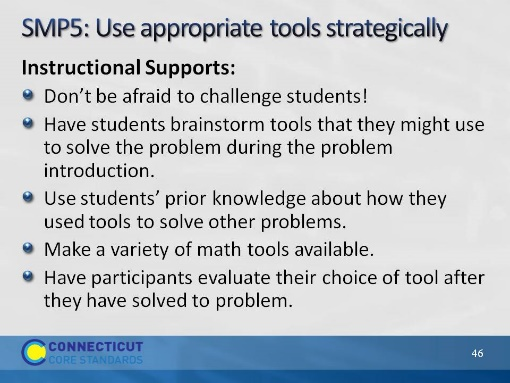 SMP5: Use appropriate tools strategically
Instructional Supports:
Don't be afraid to challenge students!
Have students brainstorm tools that they might use
to solve the problem during the problem
introduction.
Use students' prior knowledge about how they
used tools to solve other problems.
Make a variety of math tools available.
Have participants evaluate their choice of tool after
they have solved to problem.
CONNECTICUT
CORE STANDARDS
46